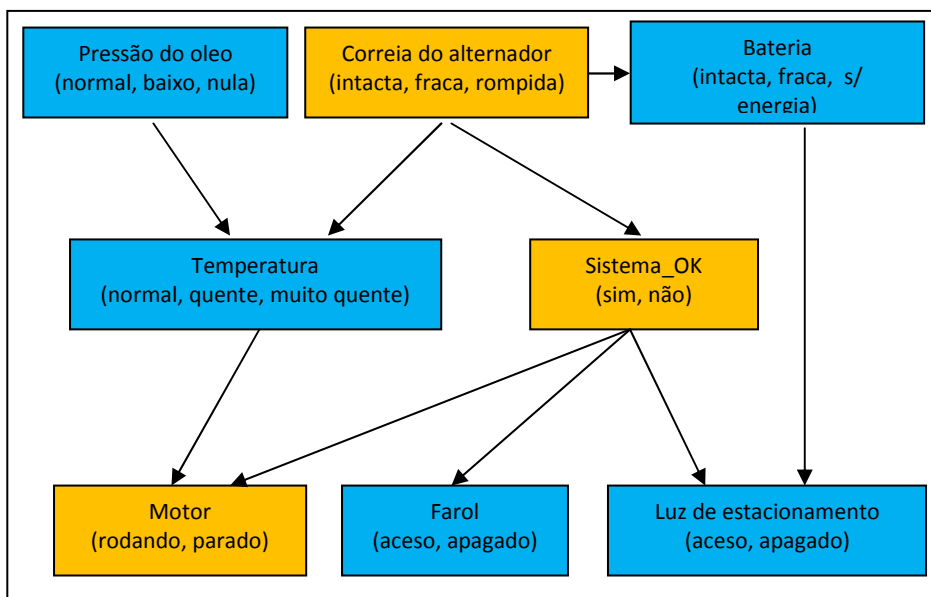 Pressão do oleo
(normal, baixo, nula)
Correia do alternador
(intacta, fraca, rompida)
Bateria
(intacta, fraca, s/
energia)
Temperatura
(normal, quente, muito quente)
Sistema_OK
(sim, não)
Motor
(rodando, parado)
Farol
(aceso, apagado)
Luz de estacionamento
(aceso, apagado)